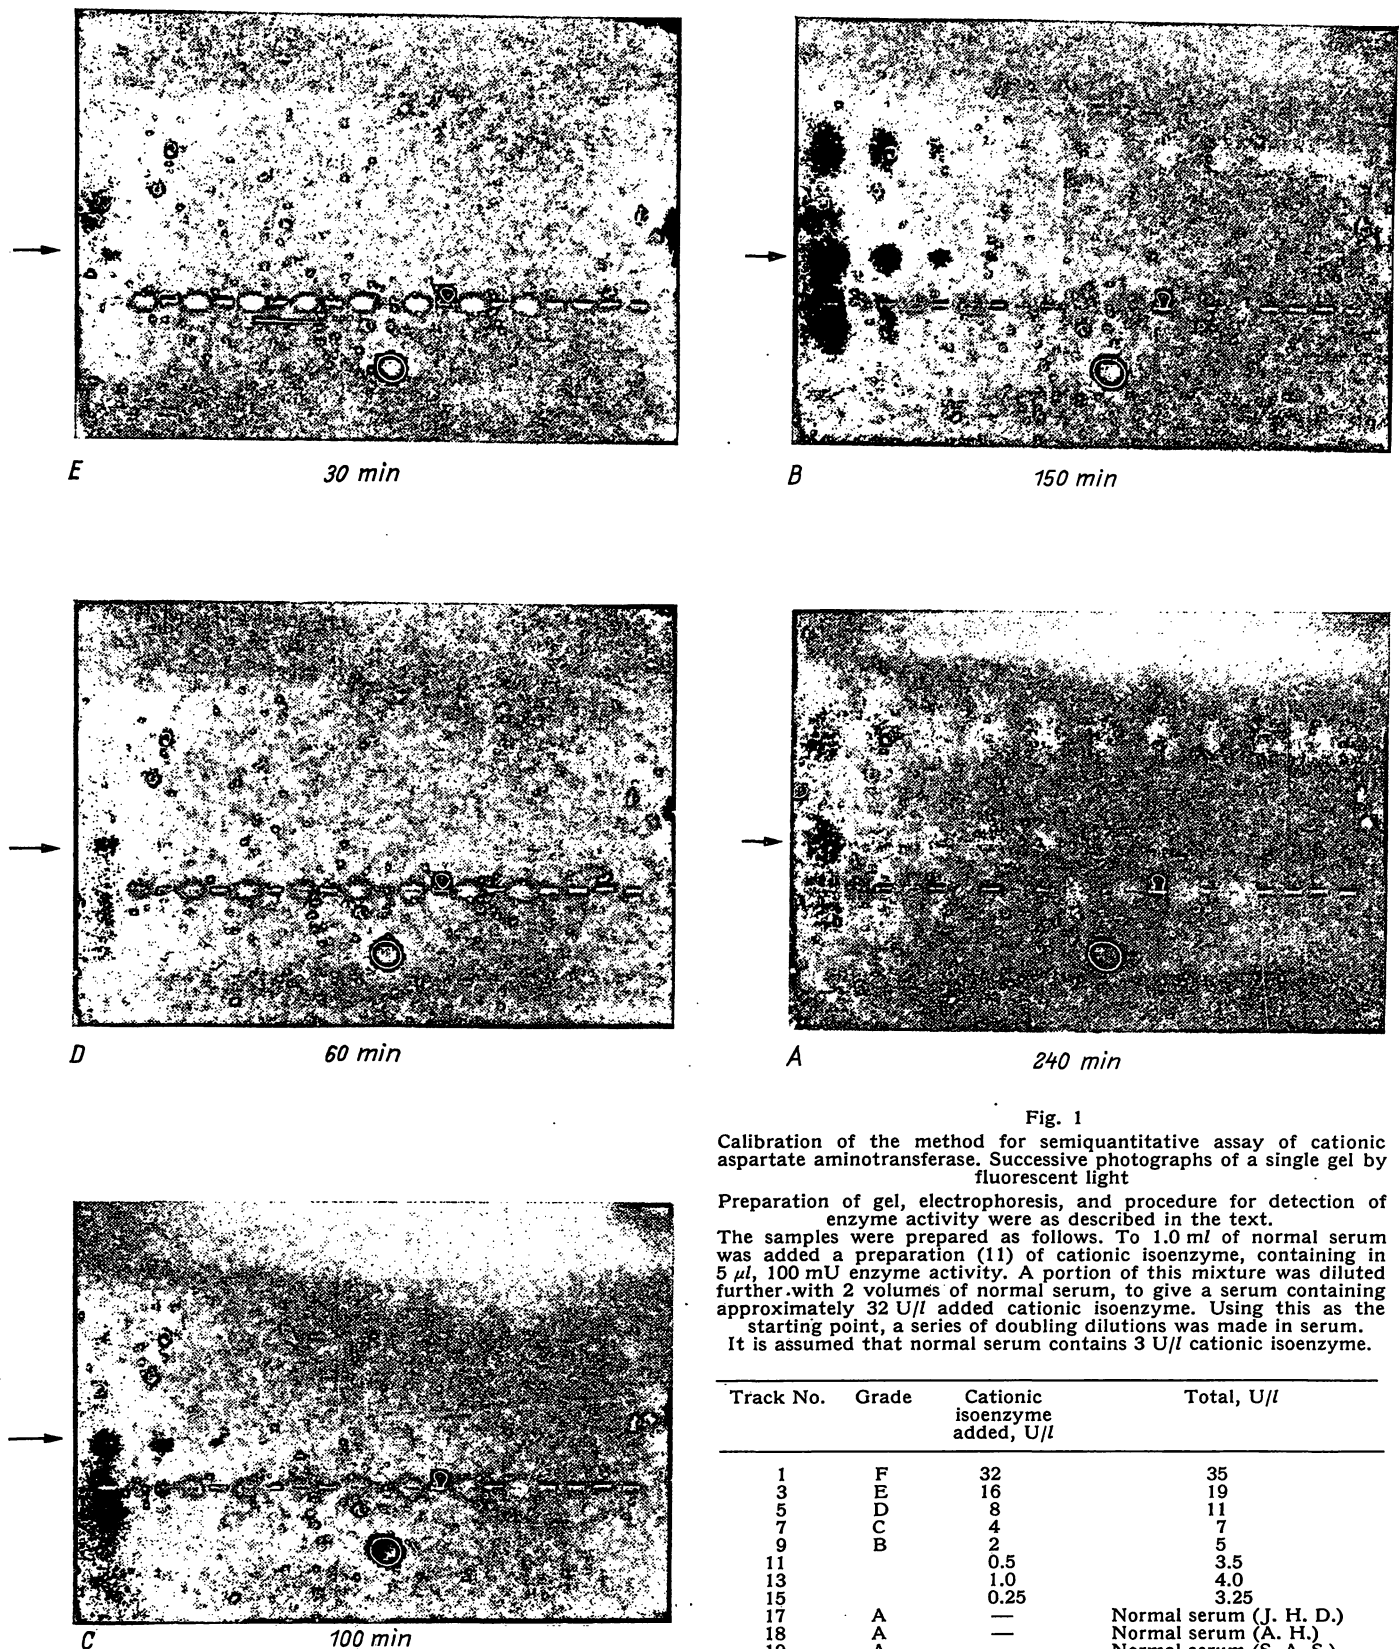 E
30 min
B
150 min
D
60 min
A
240 min
C
100 min
Fig. 1
Calibration of the method for semiquantitative assay of cationic
aspartate aminotransferase. Successive photographs of a single gel by
fluorescent light
Preparation of gel, electrophoresis, and procedure for detection of
enzyme activity were as described in the text.
The samples were prepared as follows. To 1.0 ml of normal serum
was added a preparation (11) of cationic isoenzyme, containing in
5 µl, 100 mU enzyme activity. A portion of this mixture was diluted
further with 2 volumes of normal serum, to give a serum containing
approximately 32 U/l added cationic isoenzyme. Using this as the
starting point, a series of doubling dilutions was made in serum.
It is assumed that normal serum contains 3 U/l cationic isoenzyme.
Track No. Grade Cationic Total, U/l
isoenzyme
added, U/l
1 F 32 35
3 E 16 19
5 D 8 11
7 C 4 7
9 B 2 5
11 0.5 3.5
13 1.0 4.0
15 0.25 3.25
17 A — Normal serum (J. H. D.)
18 A — Normal serum (A. H.)
19 A — Normal serum (S. A. S.)